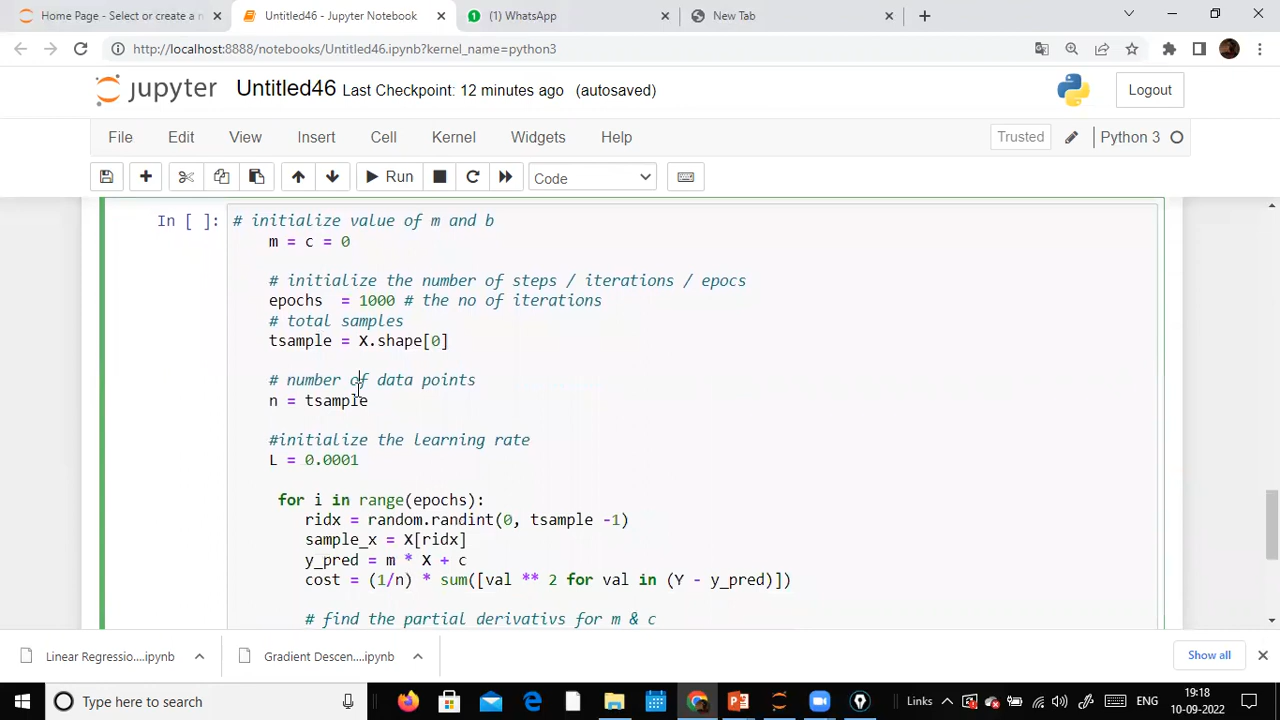 Home Page - Select or create a n
Untitled46 - Jupyter Notebook
(1) WhatsApp
New Tab
http://localhost:8888/notebooks/Untitled46.ipynb?kernel_name=python3
jupyter Untitled46 Last Checkpoint: 12 minutes ago (autosaved)
Logout
File Edit View Insert Cell Kernel Widgets Help
Trusted
Python 3
Run
Code
In [ ]:
# initialize value of m and b
m = c = 0
# initialize the number of steps / iterations / epocs
epochs  = 1000 # the no of iterations
# total samples
tsample = X.shape[0]
# number of data points
n = tsample
#initialize the learning rate
L = 0.0001
for i in range(epochs):
ridx = random.randint(0, tsample -1)
sample_x = X[ridx]
y_pred = m * X + c
cost = (1/n) * sum([val ** 2 for val in (Y - y_pred)])
# find the partial derivativs for m & c
Linear Regressio....ipynb
Gradient Descen....ipynb
Show all
Type here to search
Links
ENG
19:18
10-09-2022